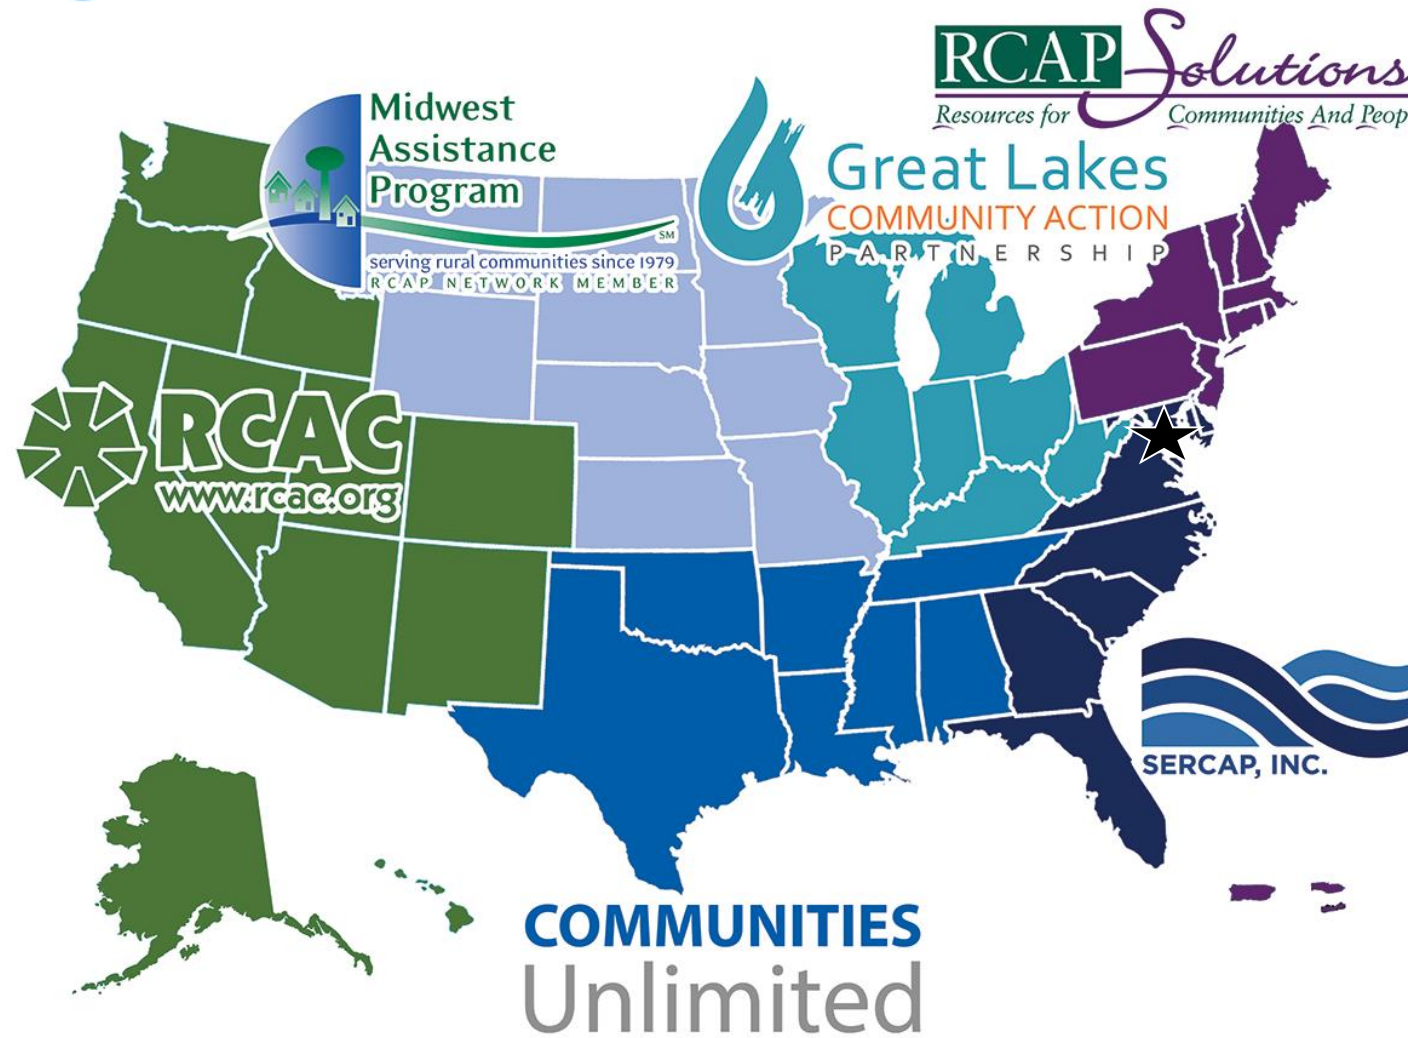 RCAP Solutions
Resources for Communities And Peop
Midwest
Assistance
Program
SM
serving rural communities since 1979
RCAP NETWORK MEMBER
Great Lakes
COMMUNITY ACTION
PARTNERSHIP
RCAC
www.rcac.org
SERCAP, INC.
COMMUNITIES
Unlimited